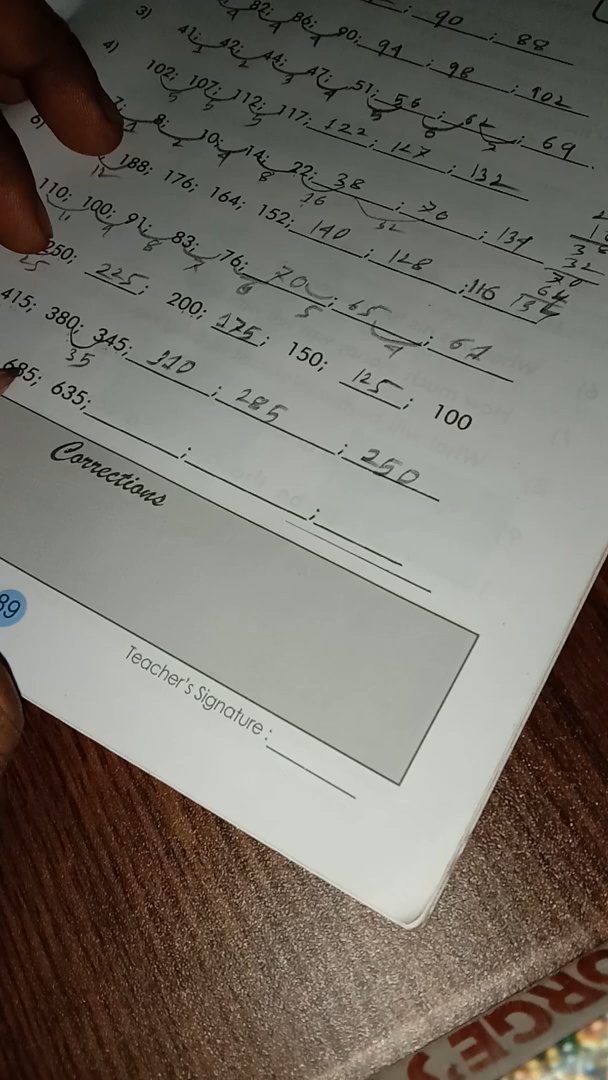 90 ; 88
3) 82; 86; 90; 94 ; 98 ; 102
4) 41; 42; 44; 47; 51; 56 ; 62 ; 69
102; 107; 112; 117; 122 ; 127 ; 132
7; 8; 10; 14; 22; 38 ; 70 ; 134
188; 176; 164; 152; 140 ; 128 ; 116
110; 100; 91; 83; 76; 70 ; 65 ; 61
250; 225 ; 200; 175; 150; 125 ; 100
415; 380; 345; 310 ; 285 ; 250
35
685; 635; ; ;
Corrections
89
Teacher's Signature :
ORGE'S